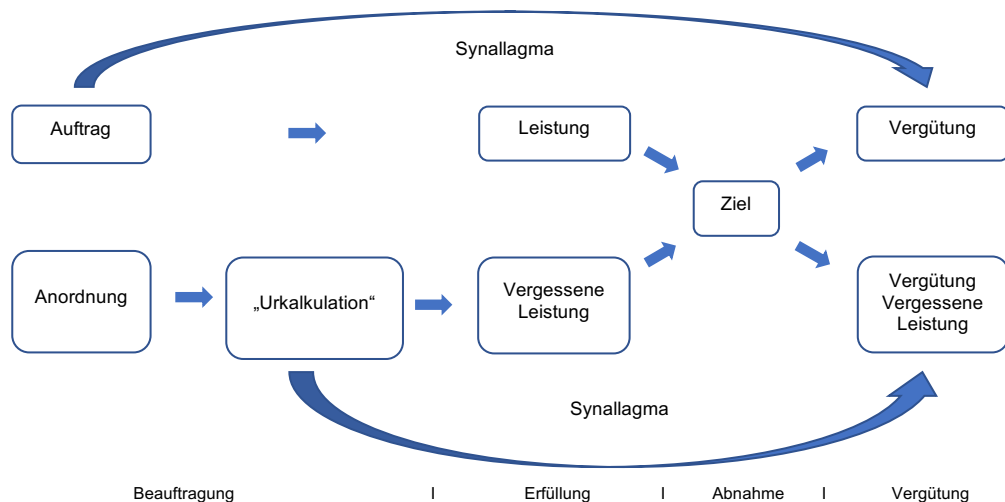 Synallagma
Auftrag
Leistung
Vergütung
Ziel
Anordnung
„Urkalkulation“
Vergessene
Leistung
Vergütung
Vergessene
Leistung
Synallagma
Beauftragung I Erfüllung I Abnahme I Vergütung